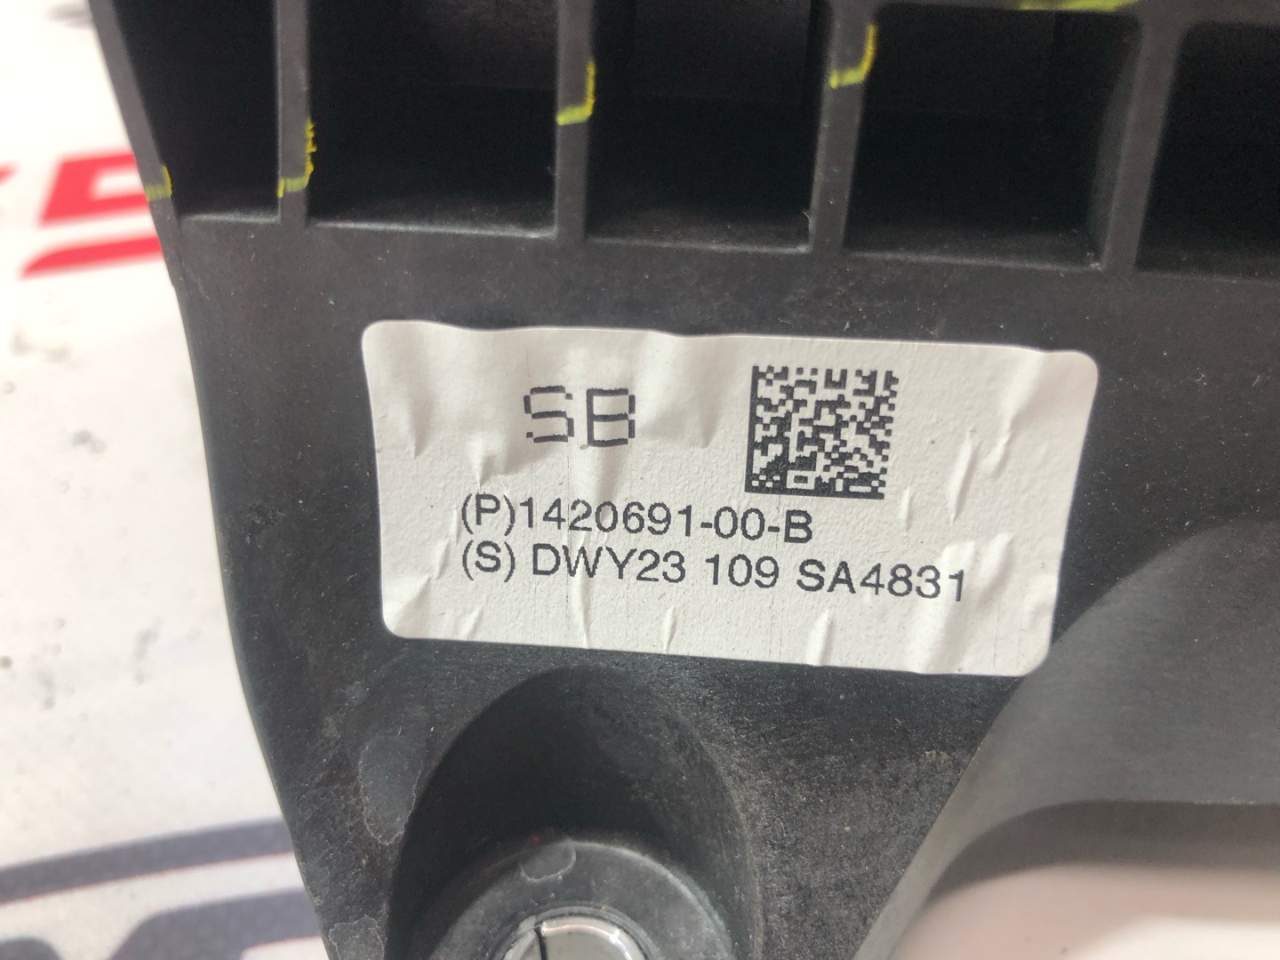 SB
(P)1420691-00-B
(S) DWY23 109 SA4831